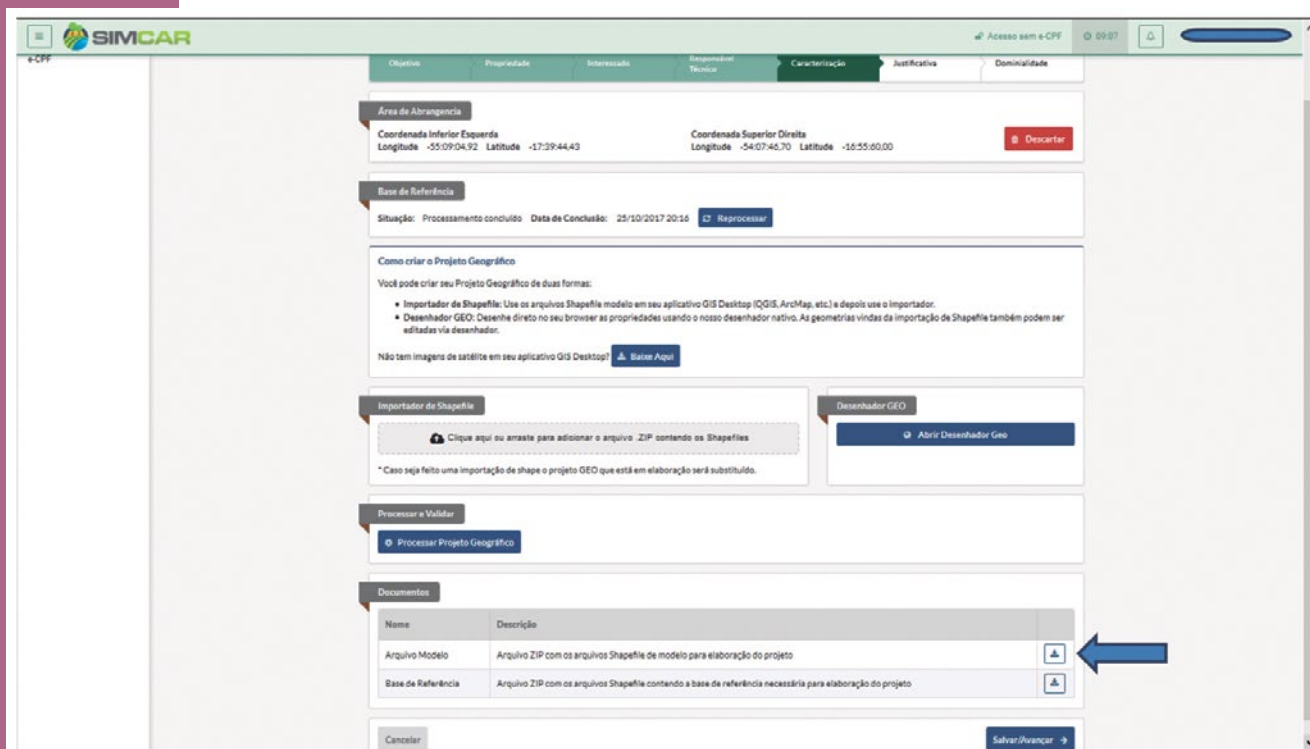 SIMCAR
Acesso sem e-CPF
09:07
e-CPF
Objetivo
Propriedade
Interessado
Responsável
Técnico
Caracterização
Justificativa
Dominialidade
Área de Abrangencia
Coordenada Inferior Esquerda
Longitude -55:09:04,92 Latitude -17:39:44,43
Coordenada Superior Direita
Longitude -54:07:46,70 Latitude -16:55:60,00
Descartar
Base de Referência
Situação: Processamento concluído Data de Conclusão: 25/10/2017 20:16 Reprocessar
Como criar o Projeto Geográfico
Você pode criar seu Projeto Geográfico de duas formas:
• Importador de Shapefile: Use os arquivos Shapefile modelo em seu aplicativo GIS Desktop (QGIS, ArcMap, etc.) e depois use o importador.
• Desenhador GEO: Desenhe direto no seu browser as propriedades usando o nosso desenhador nativo. As geometrias vindas da importação de Shapefile também podem ser
editadas via desenhador.
Não tem imagens de satélite em seu aplicativo GIS Desktop? Baixe Aqui
Importador de Shapefile
Clique aqui ou arraste para adicionar o arquivo .ZIP contendo os Shapefiles
* Caso seja feito uma importação de shape o projeto GEO que está em elaboração será substituído.
Desenhador GEO
Abrir Desenhador Geo
Processar e Validar
Processar Projeto Geográfico
Documentos
Nome Descrição
Arquivo Modelo Arquivo ZIP com os arquivos Shapefile de modelo para elaboração do projeto
Base de Referência Arquivo ZIP com os arquivos Shapefile contendo a base de referência necessária para elaboração do projeto
Cancelar
Salvar/Avançar →